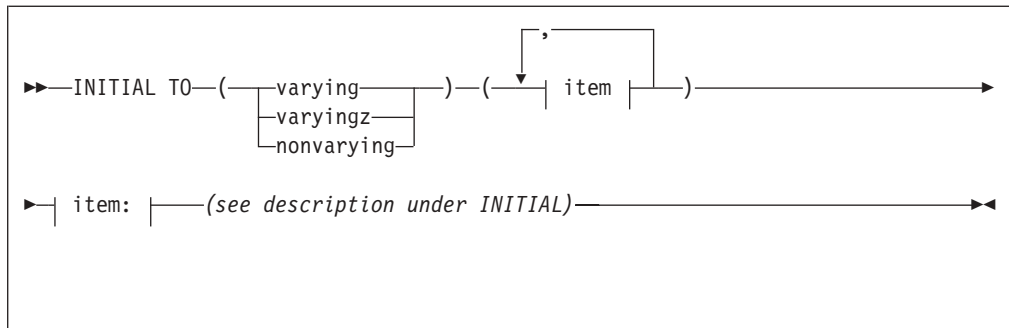 ,
INITIAL TO ( varying ) ( item )
varyingz
nonvarying
item: (see description under INITIAL)